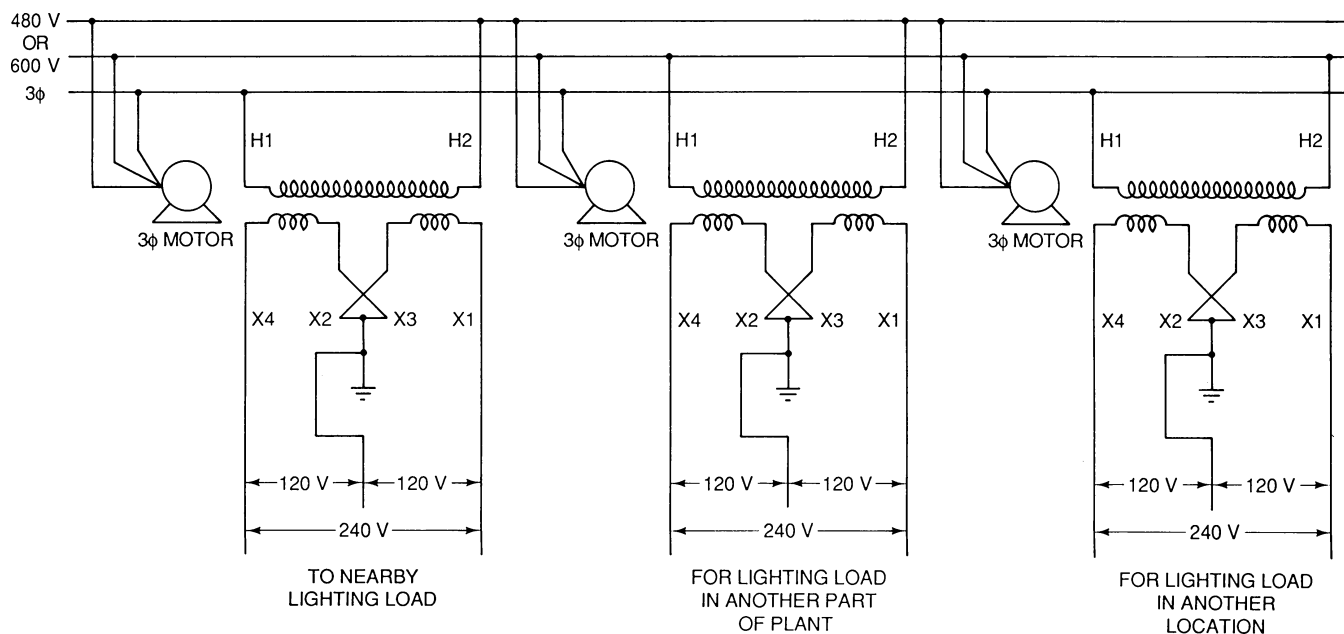 480 V
OR
600 V
3ϕ
H1 H2 H1 H2 H1 H2
3ϕ MOTOR 3ϕ MOTOR 3ϕ MOTOR
X4 X2 X3 X1 X4 X2 X3 X1 X4 X2 X3 X1
120 V 120 V 120 V 120 V 120 V 120 V
240 V 240 V 240 V
TO NEARBY
LIGHTING LOAD
FOR LIGHTING LOAD
IN ANOTHER PART
OF PLANT
FOR LIGHTING LOAD
IN ANOTHER
LOCATION